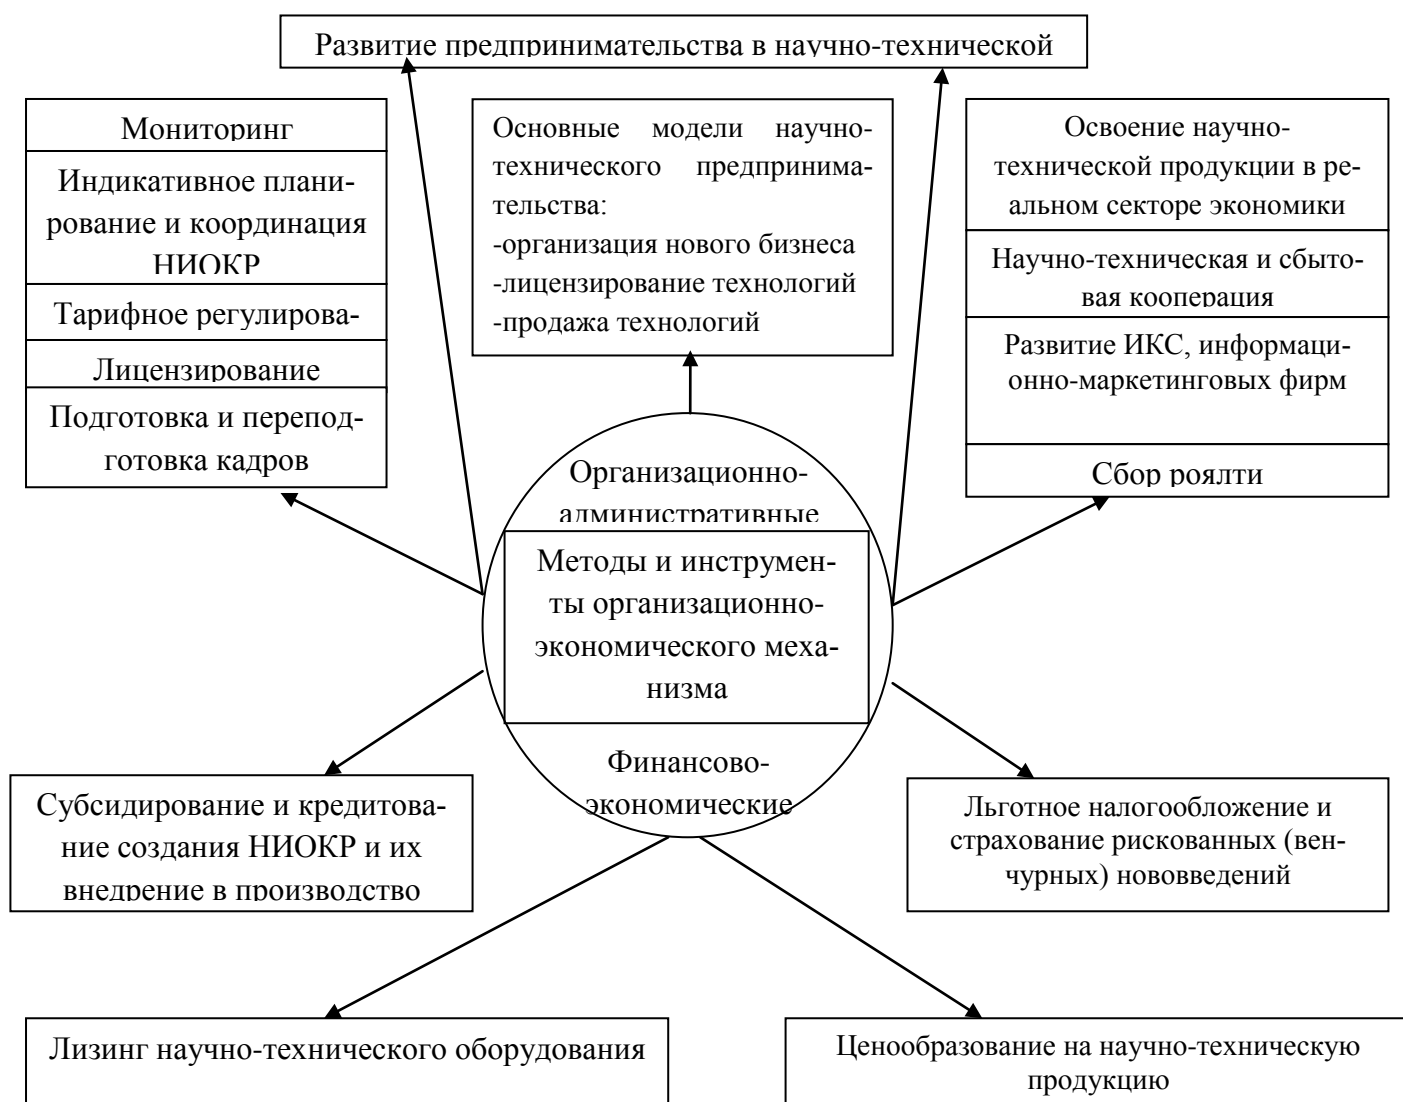 Развитие предпринимательства в научно-технической
Мониторинг
Индикативное плани-
рование и координация
НИОКР
Тарифное регулирова-
Лицензирование
Подготовка и перепод-
готовка кадров
Основные модели научно-
технического предпринима-
тельства:
-организация нового бизнеса
-лицензирование технологий
-продажа технологий
Освоение научно-
технической продукции в ре-
альном секторе экономики
Научно-техническая и сбыто-
вая кооперация
Развитие ИКС, информаци-
онно-маркетинговых фирм
Сбор роялти
Организационно-
административные
Методы и инструмен-
ты организационно-
экономического меха-
низма
Финансово-
экономические
Субсидирование и кредитова-
ние создания НИОКР и их
внедрение в производство
Льготное налогообложение и
страхование рискованных (вен-
чурных) нововведений
Лизинг научно-технического оборудования
Ценообразование на научно-техническую
продукцию